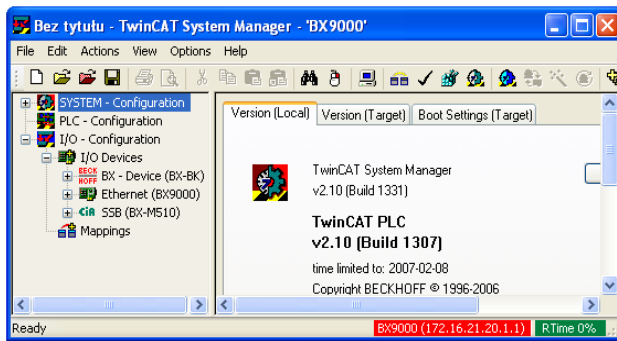 Bez tytułu - TwinCAT System Manager - 'BX9000'
File Edit Actions View Options Help
SYSTEM - Configuration
PLC - Configuration
I/O - Configuration
I/O Devices
BECKHOFF BX - Device (BX-BK)
Ethernet (BX9000)
CiA SSB (BX-M510)
Mappings
Version (Local) Version (Target) Boot Settings (Target)
TwinCAT System Manager
v2.10 (Build 1331)
TwinCAT PLC
v2.10 (Build 1307)
time limited to: 2007-02-08
Copyright BECKHOFF © 1996-2006
Ready BX9000 (172.16.21.20.1.1) RTime 0%